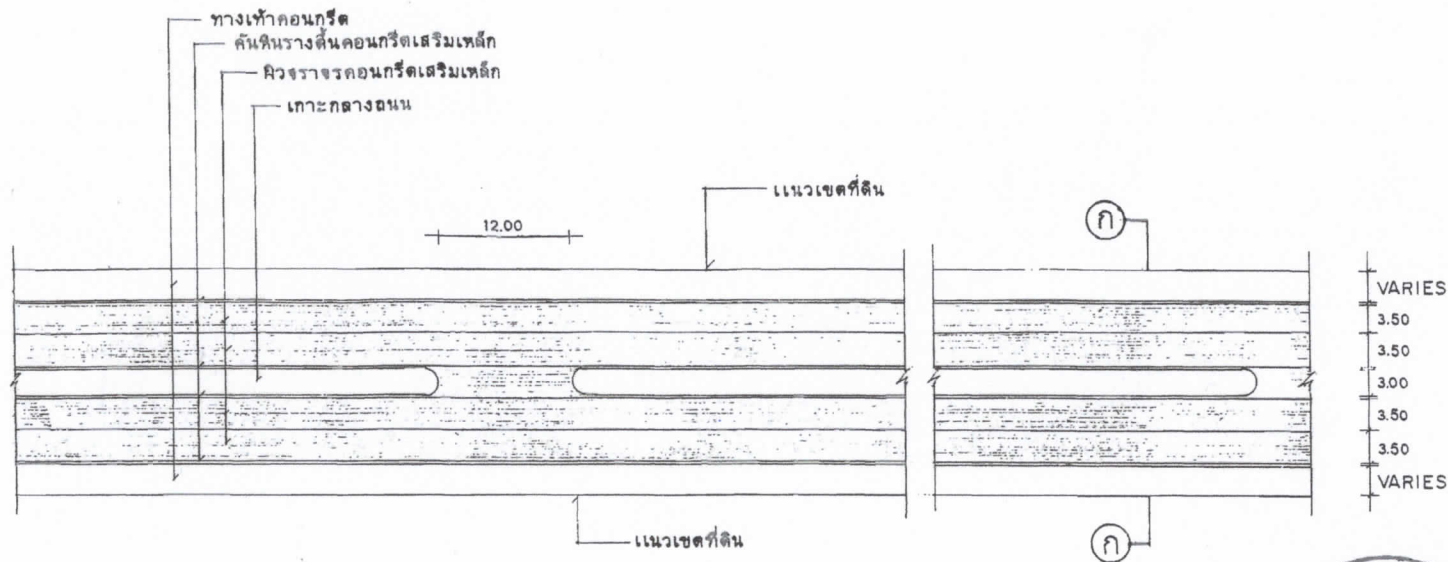 ทางเท้าคอนกรีต
คันหินรางตื้นคอนกรีตเสริมเหล็ก
ผิวจราจรคอนกรีตเสริมเหล็ก
เกาะกลางถนน
แนวเขตที่ดิน
12.00
ก
VARIES
3.50
3.50
3.00
3.50
3.50
VARIES
แนวเขตที่ดิน
ก